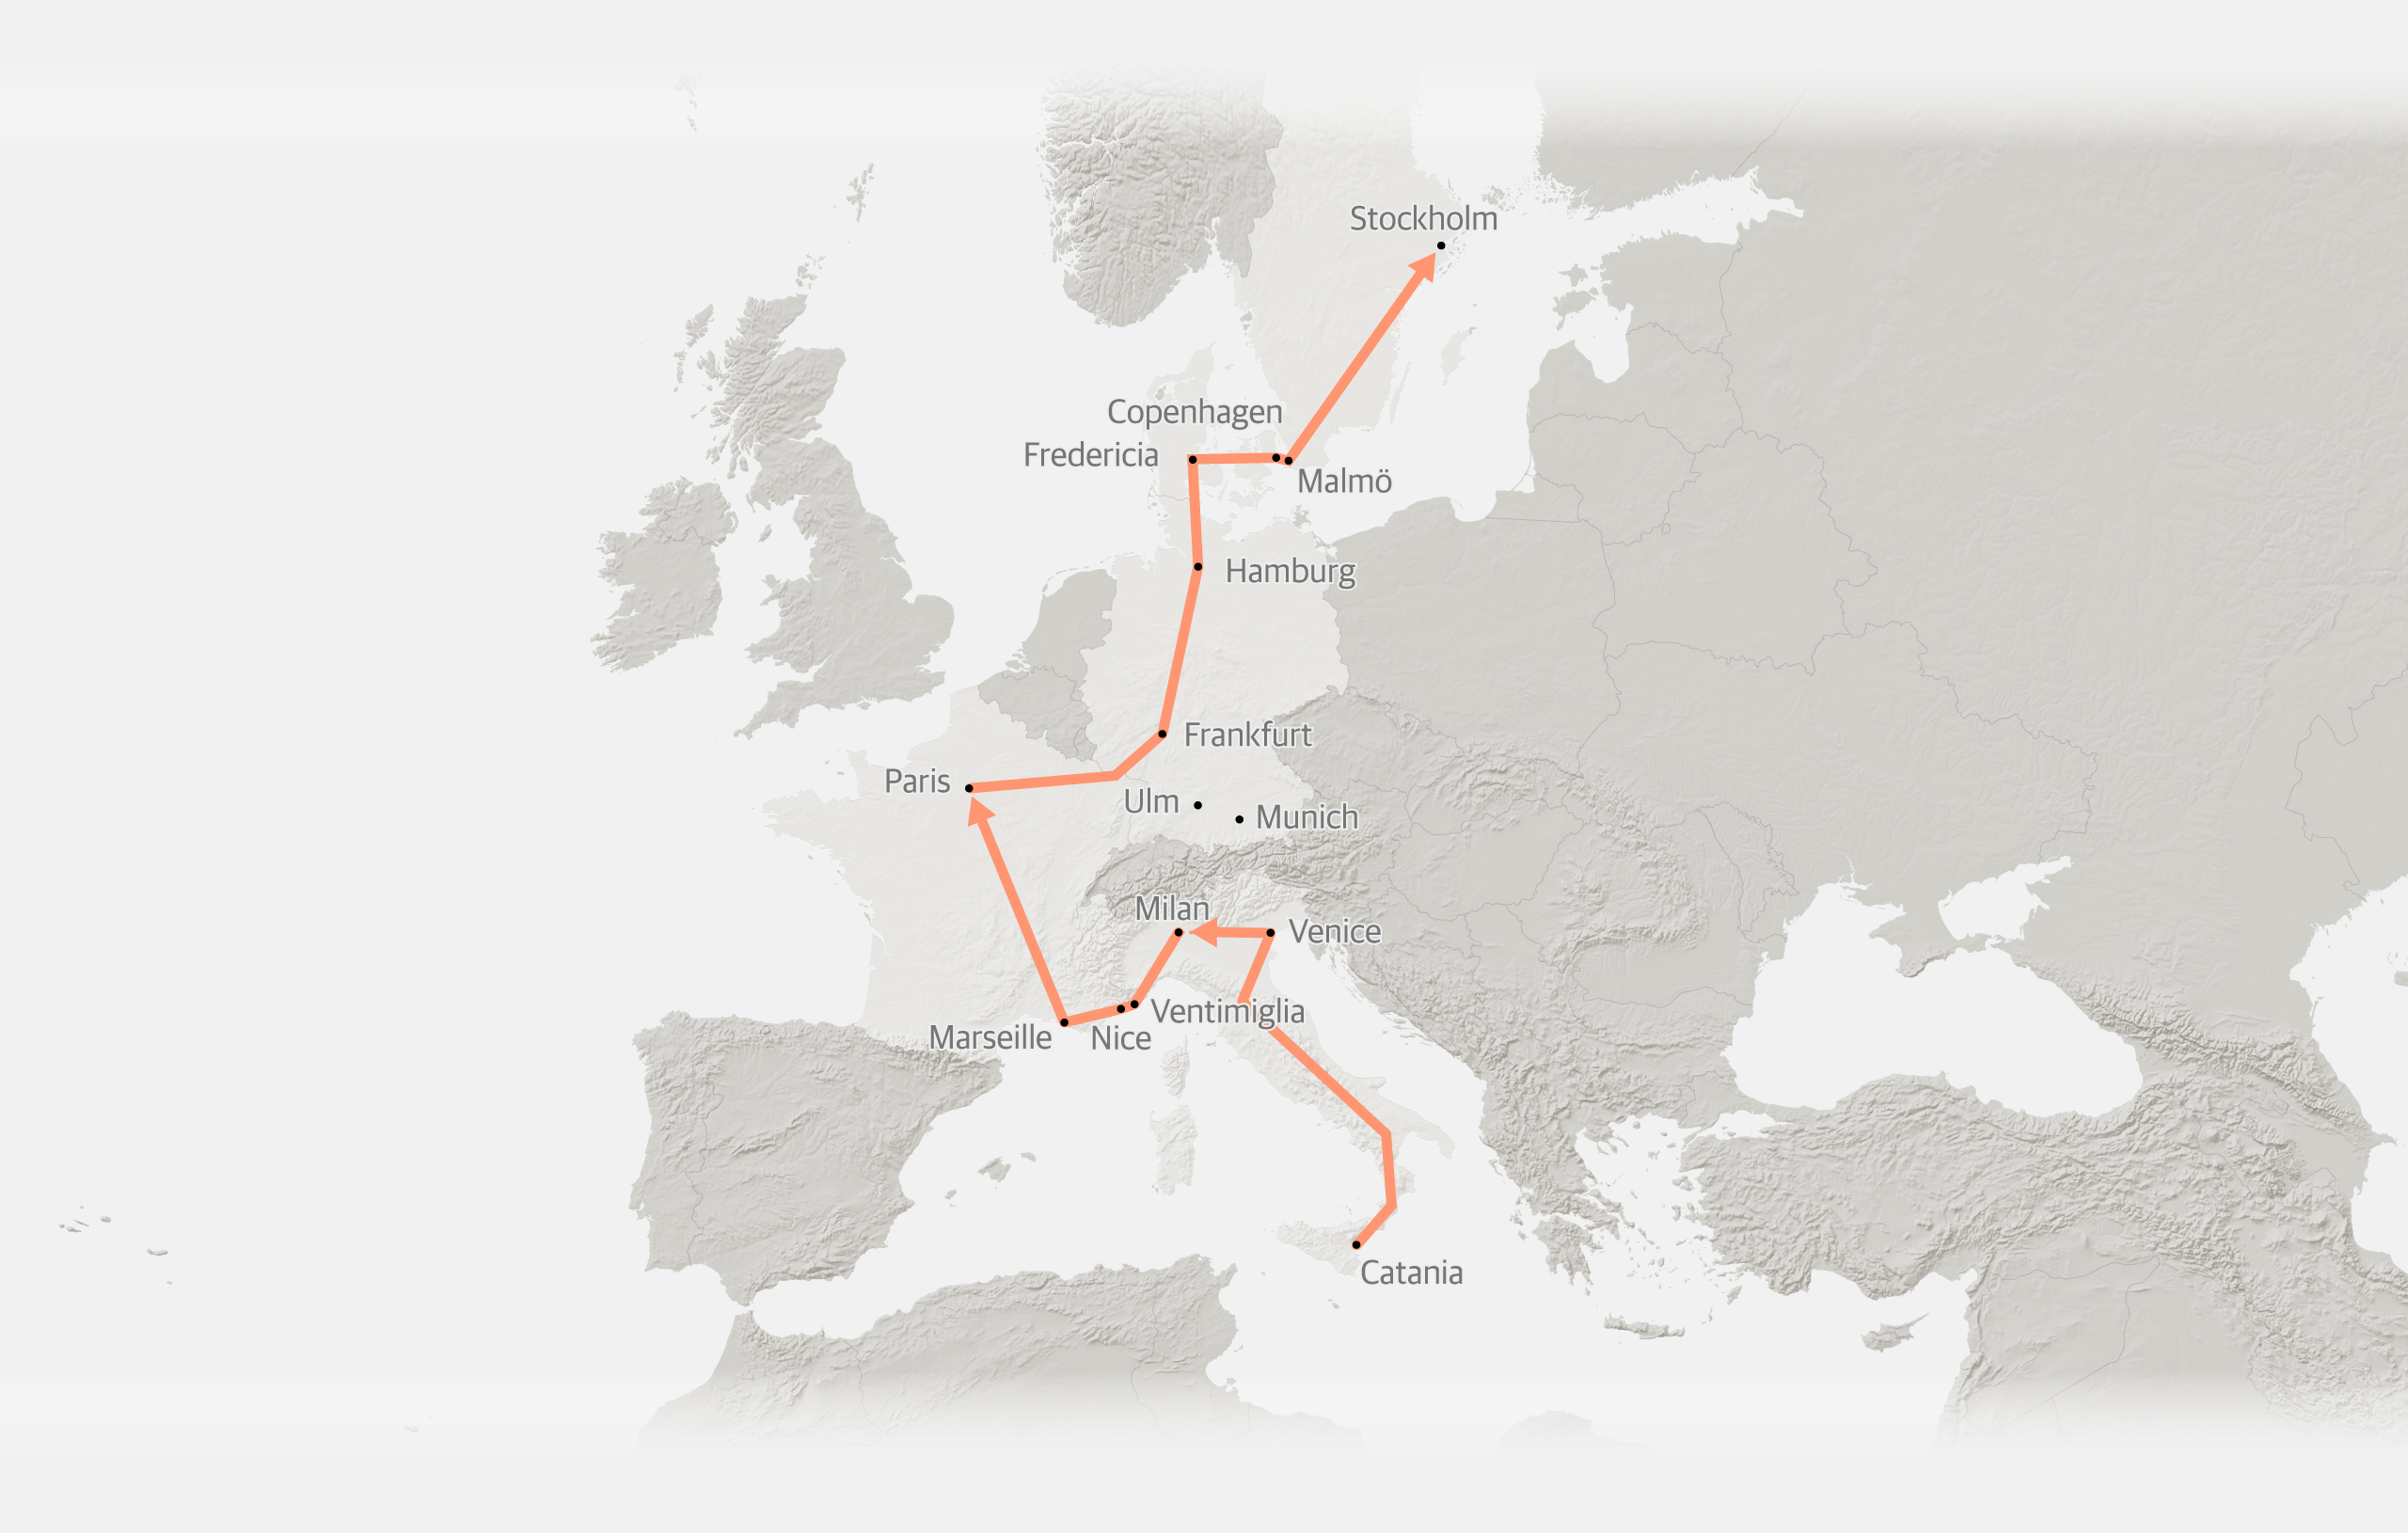 Stockholm
Copenhagen
Fredericia
Malmö
Hamburg
Frankfurt
Paris
Ulm
Munich
Milan
Venice
Ventimiglia
Marseille
Nice
Catania